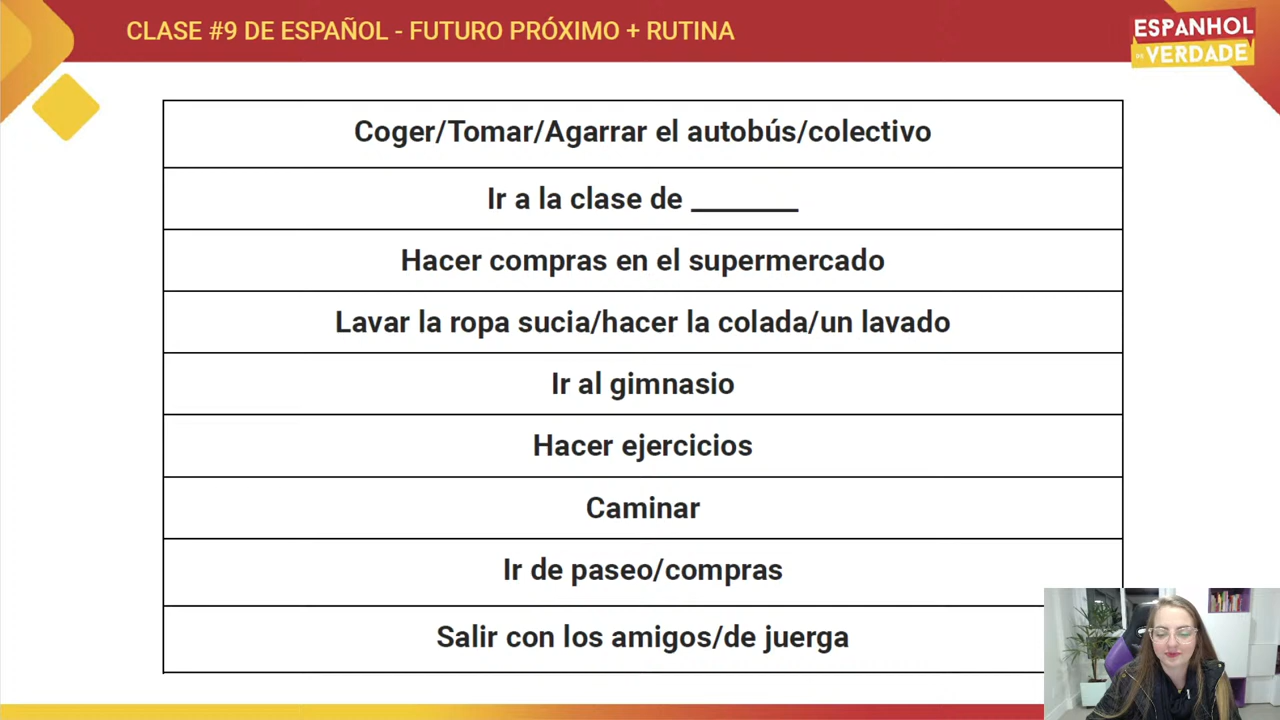 CLASE #9 DE ESPAÑOL - FUTURO PRÓXIMO + RUTINA
ESPANHOL
DE VERDADE
Coger/Tomar/Agarrar el autobús/colectivo
Ir a la clase de ________
Hacer compras en el supermercado
Lavar la ropa sucia/hacer la colada/un lavado
Ir al gimnasio
Hacer ejercicios
Caminar
Ir de paseo/compras
Salir con los amigos/de juerga